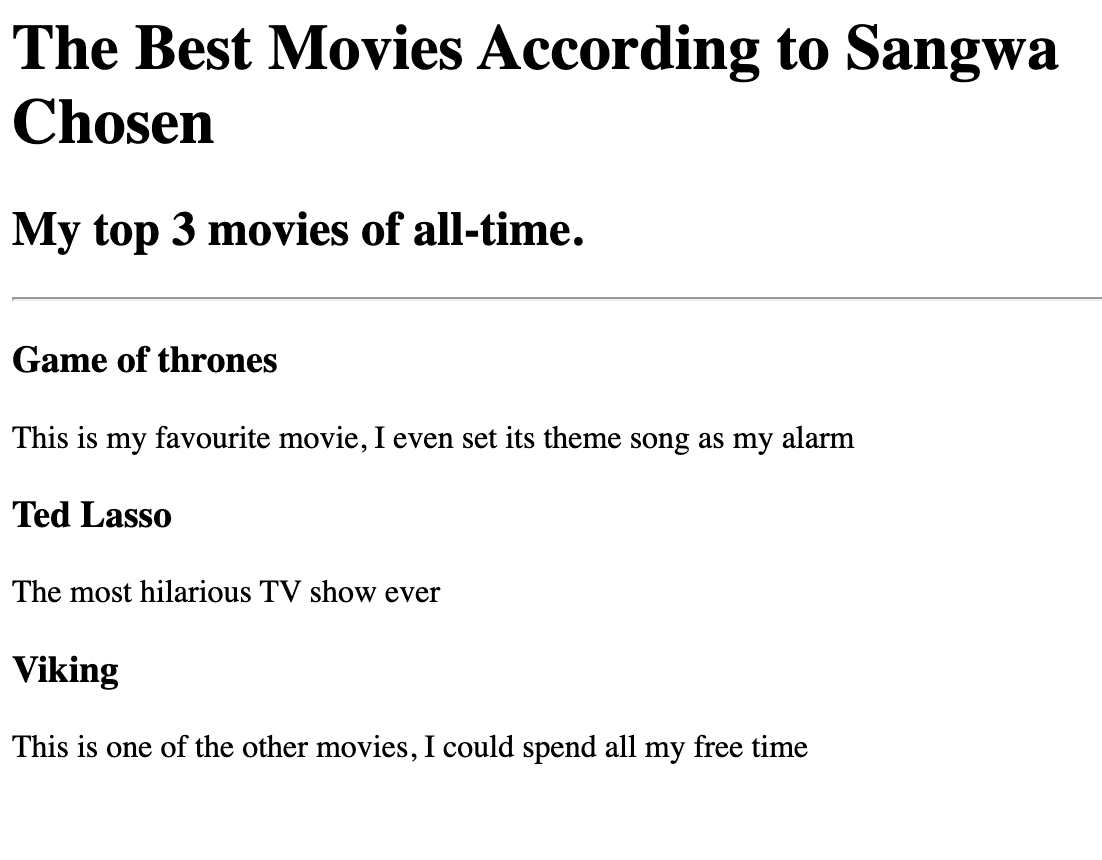 The Best Movies According to Sangwa
Chosen
My top 3 movies of all-time.
Game of thrones
This is my favourite movie, I even set its theme song as my alarm
Ted Lasso
The most hilarious TV show ever
Viking
This is one of the other movies, I could spend all my free time